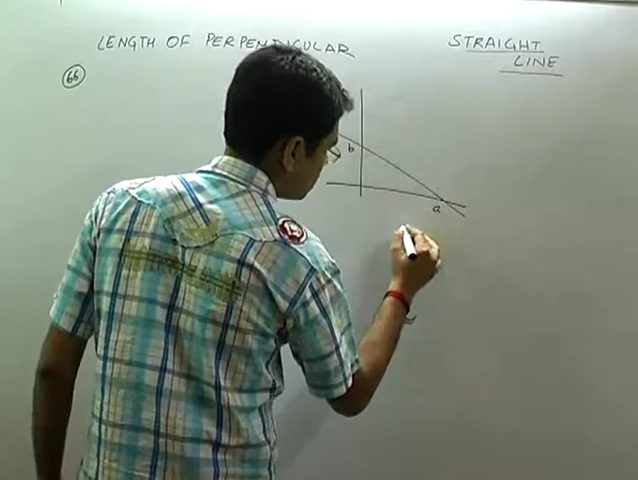 LENGTH OF PERPENDICULAR
STRAIGHT
LINE
66
b
a